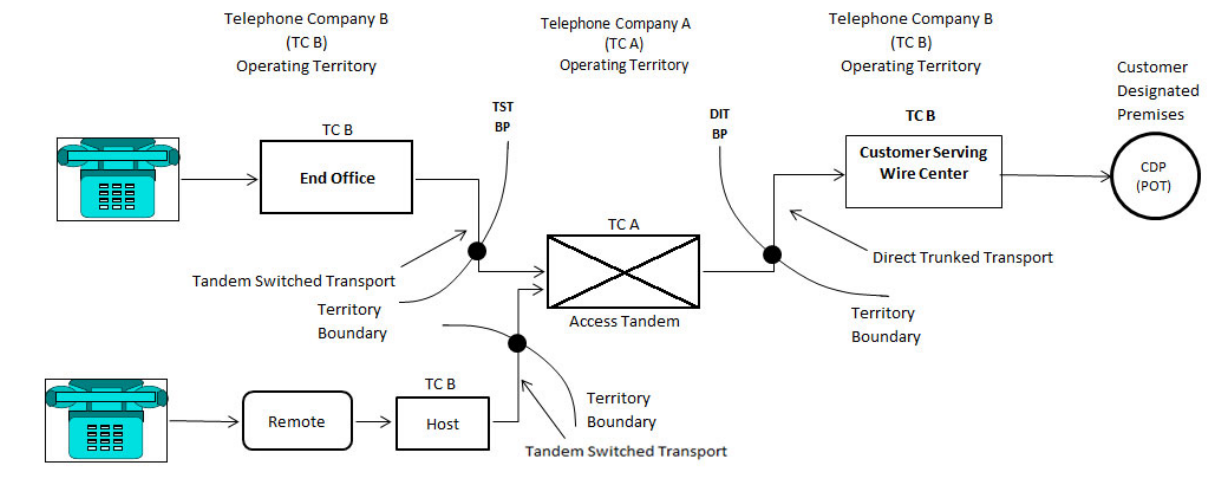 Telephone Company B
(TC B)
Operating Territory
Telephone Company A
(TC A)
Operating Territory
Telephone Company B
(TC B)
Operating Territory
Customer
Designated
Premises
TST
BP
DIT
BP
TC B
End Office
TC B
Customer Serving
Wire Center
CDP
(POT)
TC A
Access Tandem
Tandem Switched Transport
Territory
Boundary
Direct Trunked Transport
Territory
Boundary
TC B
Remote
Host
Territory
Boundary
Tandem Switched Transport